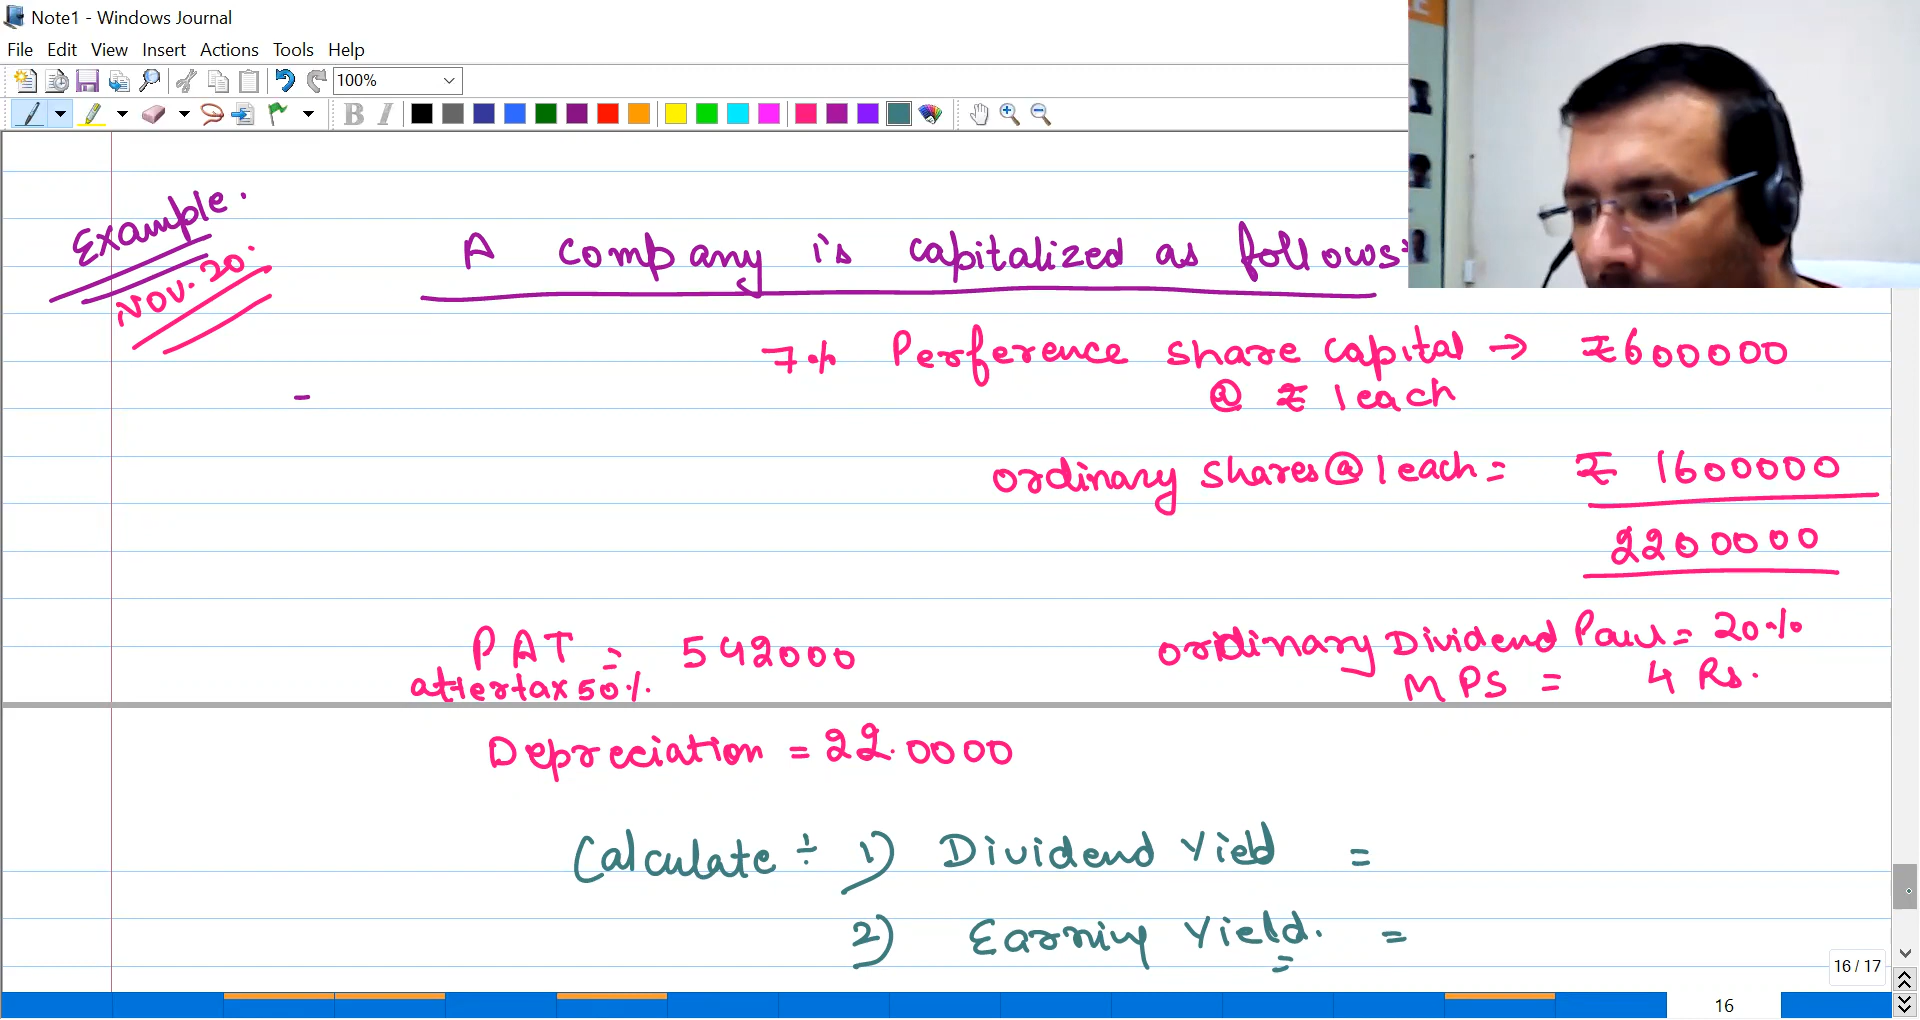 Note1 - Windows Journal
File Edit View Insert Actions Tools Help
100%
B I
Example.
Nov. 20.
A company is capitalized as follows:
7% Perference share capital → ₹600000
@ ₹ 1 each
ordinary shares @ 1 each = ₹ 1600000
2200000
PAT = 542000
after tax 50%.
ordinary Dividend Paid = 20%
MPS = 4 Rs.
Depreciation = 22.0000
Calculate ÷ 1) Dividend Yield =
2) Earning Yield. =
16 / 17
16